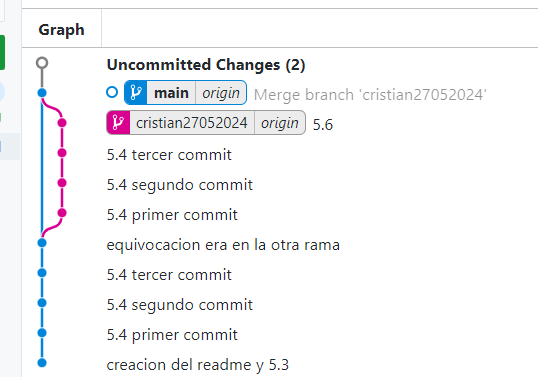 Graph
Uncommitted Changes (2)
main origin Merge branch 'cristian27052024'
cristian27052024 origin 5.6
5.4 tercer commit
5.4 segundo commit
5.4 primer commit
equivocacion era en la otra rama
5.4 tercer commit
5.4 segundo commit
5.4 primer commit
creacion del readme y 5.3